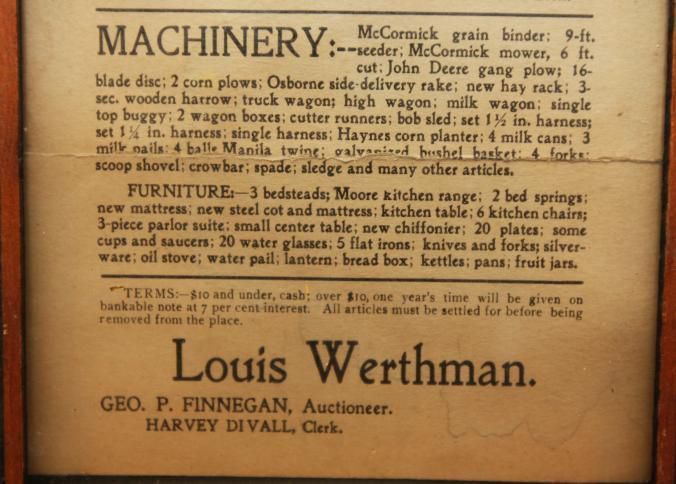 MACHINERY:-- McCormick grain binder; 9-ft.
seeder; McCormick mower, 6 ft.
cut; John Deere gang plow; 16-
blade disc; 2 corn plows; Osborne side-delivery rake; new hay rack; 3-
sec. wooden harrow; truck wagon; high wagon; milk wagon; single
top buggy; 2 wagon boxes; cutter runners; bob sled; set 1½ in. harness;
set 1¼ in. harness; single harness; Haynes corn planter; 4 milk cans; 3
milk pails; 4 balls Manila twine; galvanized bushel basket; 4 forks;
scoop shovel; crowbar; spade; sledge and many other articles.
FURNITURE:—3 bedsteads; Moore kitchen range; 2 bed springs;
new mattress; new steel cot and mattress; kitchen table; 6 kitchen chairs;
3-piece parlor suite; small center table; new chiffonier; 20 plates; some
cups and saucers; 20 water glasses; 5 flat irons; knives and forks; silver-
ware; oil stove; water pail; lantern; bread box; kettles; pans; fruit jars.
TERMS:—$10 and under, cash; over $10, one year's time will be given on
bankable note at 7 per cent interest. All articles must be settled for before being
removed from the place.
Louis Werthman.
GEO. P. FINNEGAN, Auctioneer.
HARVEY DIVALL, Clerk.